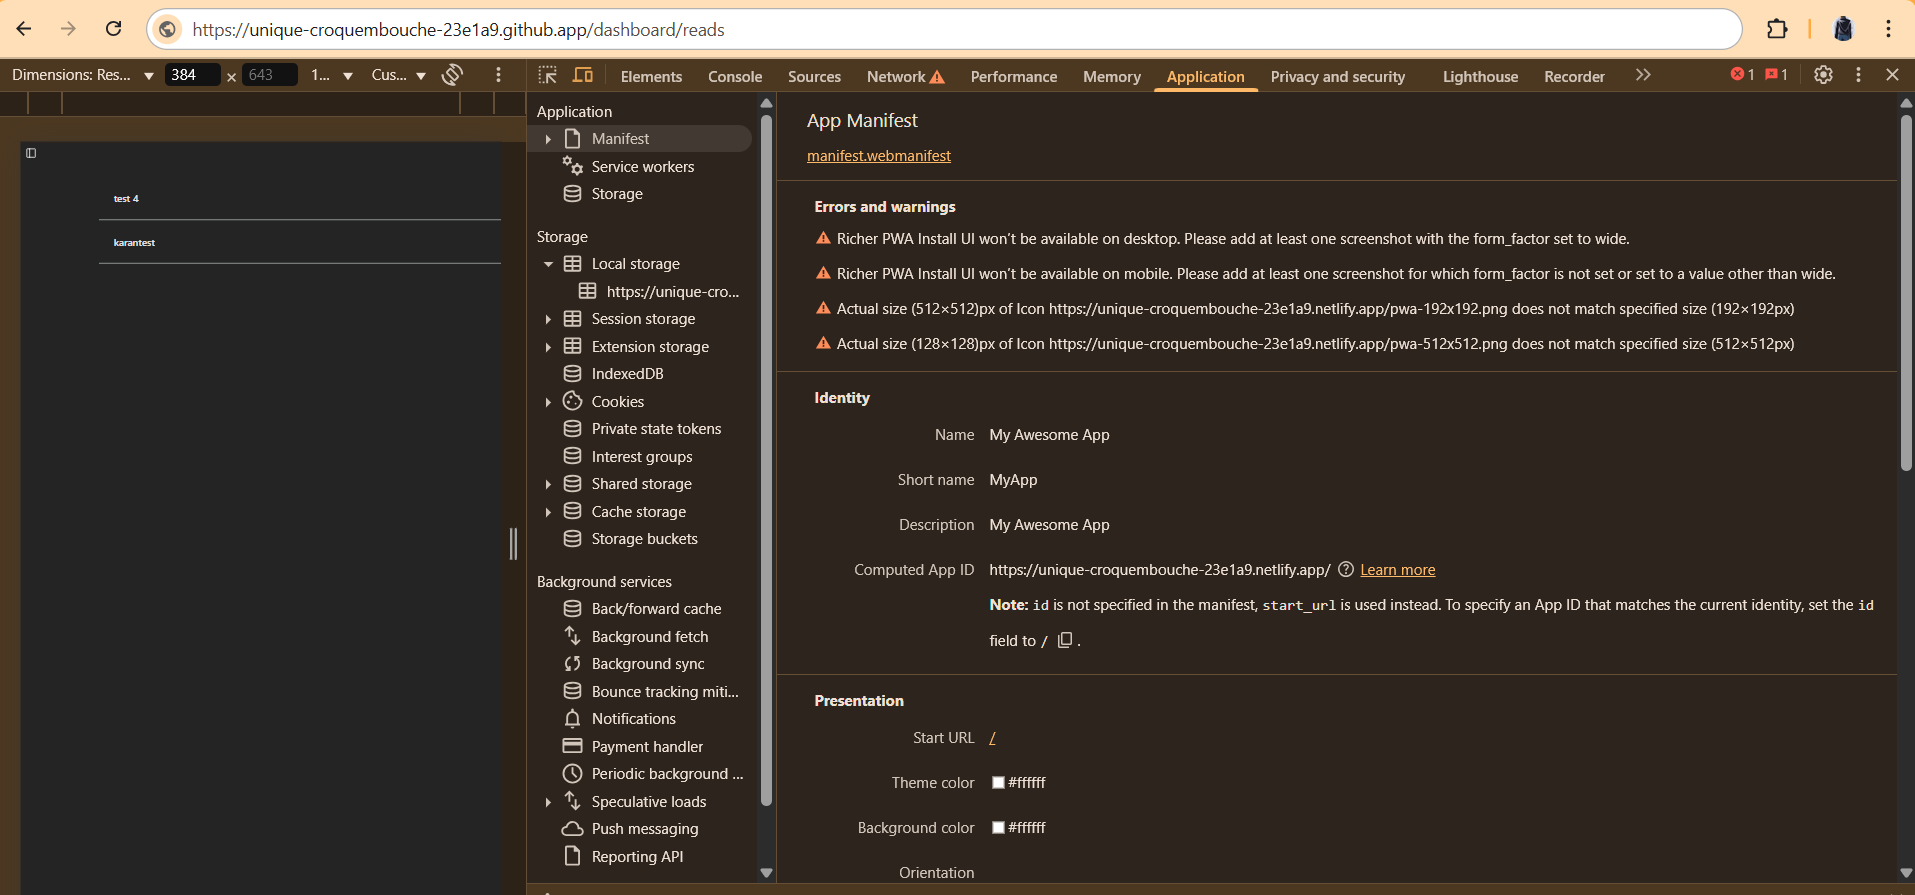 https://unique-croquembouche-23e1a9.github.app/dashboard/reads
Dimensions: Res... 384 × 643 1... Cus...
Elements Console Sources Network Performance Memory Application Privacy and security Lighthouse Recorder 1 1
test 4
karantest
Application
Manifest
Service workers
Storage
Storage
Local storage
https://unique-cro...
Session storage
Extension storage
IndexedDB
Cookies
Private state tokens
Interest groups
Shared storage
Cache storage
Storage buckets
Background services
Back/forward cache
Background fetch
Background sync
Bounce tracking miti...
Notifications
Payment handler
Periodic background ...
Speculative loads
Push messaging
Reporting API
App Manifest
manifest.webmanifest
Errors and warnings
Richer PWA Install UI won't be available on desktop. Please add at least one screenshot with the form_factor set to wide.
Richer PWA Install UI won't be available on mobile. Please add at least one screenshot for which form_factor is not set or set to a value other than wide.
Actual size (512×512)px of Icon https://unique-croquembouche-23e1a9.netlify.app/pwa-192x192.png does not match specified size (192×192px)
Actual size (128×128)px of Icon https://unique-croquembouche-23e1a9.netlify.app/pwa-512x512.png does not match specified size (512×512px)
Identity
Name My Awesome App
Short name MyApp
Description My Awesome App
Computed App ID https://unique-croquembouche-23e1a9.netlify.app/ Learn more
Note: id is not specified in the manifest, start_url is used instead. To specify an App ID that matches the current identity, set the id
field to / .
Presentation
Start URL /
Theme color #ffffff
Background color #ffffff
Orientation